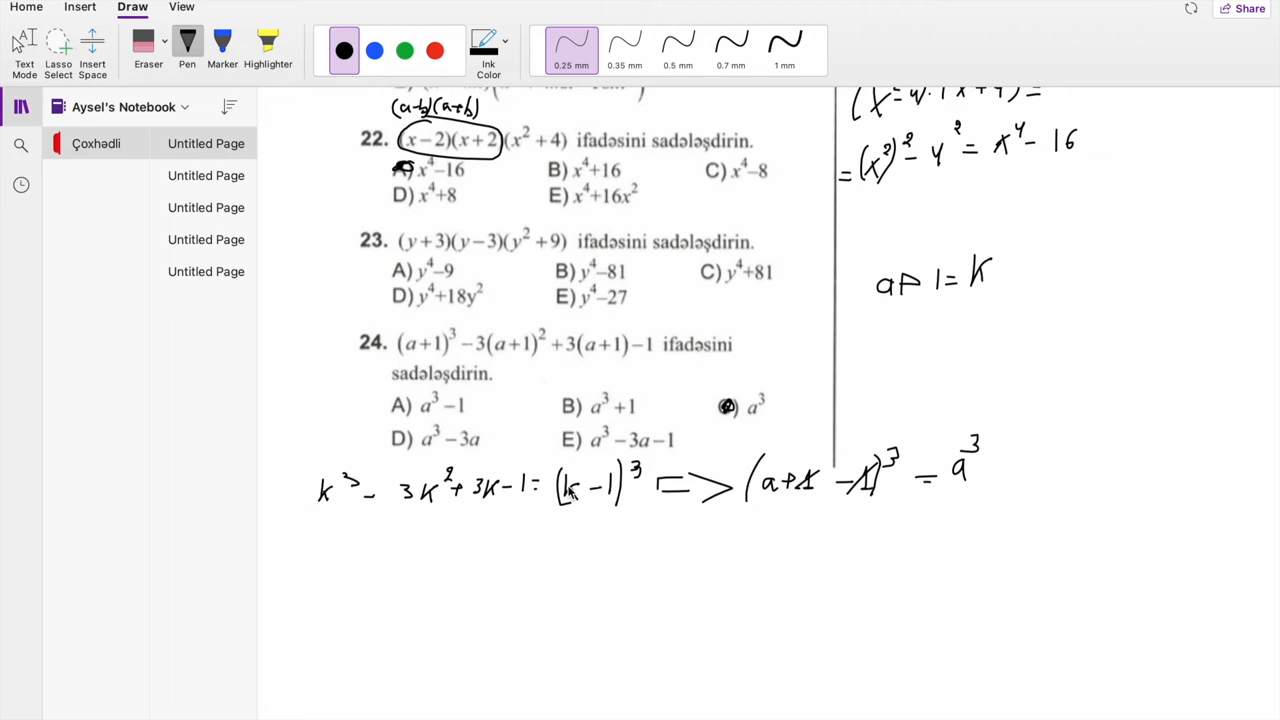 Home Insert Draw View Share
Text Mode Lasso Select Insert Space Eraser Pen Marker Highlighter Ink Color 0.25 mm 0.35 mm 0.5 mm 0.7 mm 1 mm
Aysel's Notebook
Çoxhədli
Untitled Page
Untitled Page
Untitled Page
Untitled Page
Untitled Page
(a-b)(a+b)
22. (x−2)(x+2)(x²+4) ifadəsini sadələşdirin.
x⁴−16 B) x⁴+16 C) x⁴−8
D) x⁴+8 E) x⁴+16x²
23. (y+3)(y−3)(y²+9) ifadəsini sadələşdirin.
A) y⁴−9 B) y⁴−81 C) y⁴+81
D) y⁴+18y² E) y⁴−27
24. (a+1)³−3(a+1)²+3(a+1)−1 ifadəsini
sadələşdirin.
A) a³−1 B) a³+1 ) a³
D) a³−3a E) a³−3a−1
k³ - 3k² + 3k - 1 = (k - 1)³ => (a+1 - 1)³ = a³
= (x²)² - 4² = x⁴ - 16
a+1 = k